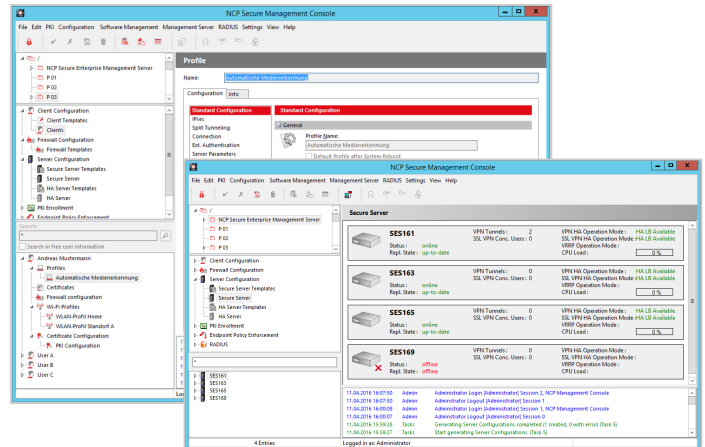 NCP Secure Management Console
File Edit PKI Configuration Software Management Management Server RADIUS Settings View Help
/
NCP Secure Enterprise Management Server
P 01
P 02
P 03
Client Configuration
Client Templates
Clients
Firewall Configuration
Firewall Templates
Server Configuration
Secure Server Templates
Secure Server
HA Server Templates
HA Server
PKI Enrollment
Endpoint Policy Enforcement
Search:
*
Search in free user information
Andreas Mustermann
Profiles
Automatische Medienerkennung
Certificates
Firewall configuration
Wi-Fi Profiles
WLAN-Profil Home
WLAN-Profil Standort A
Certificate Configuration
PKI Configuration
User A
User B
User C
Profile
Name: Automatische Medienerkennung
Configuration Info
Standard Configuration
IPsec
Split Tunneling
Connection
Ext. Authentication
Server Parameters
Standard Configuration
General
Profile Name:
Automatische Medienerkennung
Default Profile after System Reboot
NCP Secure Management Console
File Edit PKI Configuration Software Management Management Server RADIUS Settings View Help
/
NCP Secure Enterprise Management Server
P 01
P 02
P 03
Client Configuration
Firewall Configuration
Server Configuration
Secure Server Templates
Secure Server
HA Server Templates
HA Server
PKI Enrollment
Endpoint Policy Enforcement
RADIUS
*
SES161
SES163
SES165
SES169
4 Entries
Secure Server
SES161
Status: online
Repl. State: up-to-date
VPN Tunnels: 2
SSL VPN Conc. Users: 0
VPN HA Operation Mode: HA LB Available
SSL VPN HA Operation Mode: HA LB Available
VRRP Operation Mode:
CPU Load: 0 %
SES163
Status: online
Repl. State: up-to-date
VPN Tunnels: 0
SSL VPN Conc. Users: 0
VPN HA Operation Mode: HA LB Available
SSL VPN HA Operation Mode: HA LB Available
VRRP Operation Mode:
CPU Load: 0 %
SES165
Status: online
Repl. State: up-to-date
VPN Tunnels: 0
SSL VPN Conc. Users: 0
VPN HA Operation Mode: HA LB Available
SSL VPN HA Operation Mode: HA LB Available
VRRP Operation Mode:
CPU Load: 0 %
SES169
Status: offline
Repl. State: offline
VPN Tunnels: 0
SSL VPN Conc. Users: 0
VPN HA Operation Mode:
SSL VPN HA Operation Mode:
VRRP Operation Mode:
CPU Load:
11.04.2016 16:07:50 Admin Administrator Login [Administrator] Session 2, NCP Management Console
11.04.2016 16:07:50 Admin Administrator Logout [Administrator] Session 1
11.04.2016 16:00:08 Admin Administrator Login [Administrator] Session 1, NCP Management Console
11.04.2016 16:00:07 Admin Administrator Logout [Administrator] Session 0
11.04.2016 15:59:28 Tasks Generating Server Configurations completed (1 created, 0 with error) (Task 5)
11.04.2016 15:59:27 Tasks Start generating Server Configurations. (Task 5)
Logged in as: Administrator